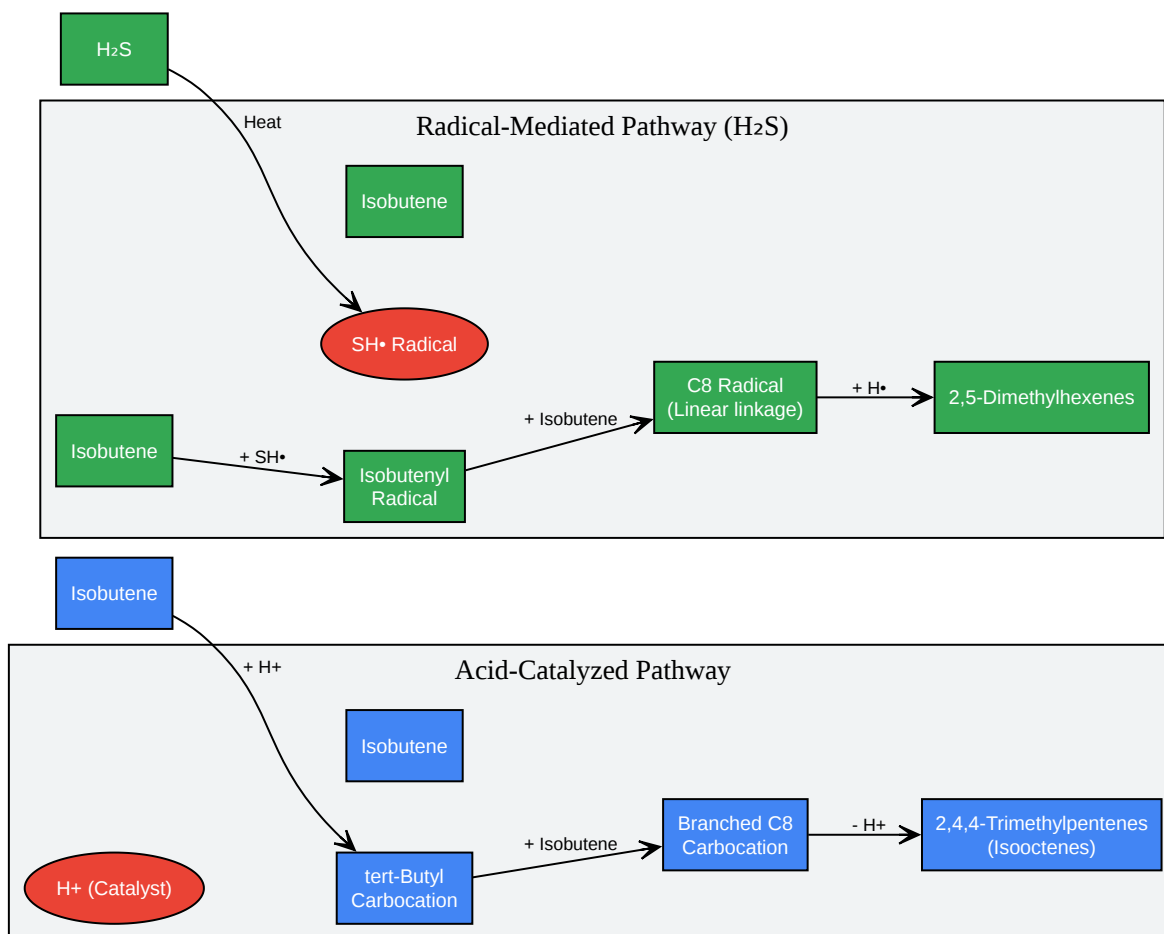 H₂S
Heat
Radical-Mediated Pathway (H₂S)
Isobutene
SH• Radical
Isobutene
+ SH•
Isobutenyl
Radical
+ Isobutene
C8 Radical
(Linear linkage)
+ H•
2,5-Dimethylhexenes
Isobutene
+ H+
Acid-Catalyzed Pathway
Isobutene
H+ (Catalyst)
tert-Butyl
Carbocation
+ Isobutene
Branched C8
Carbocation
- H+
2,4,4-Trimethylpentenes
(Isooctenes)